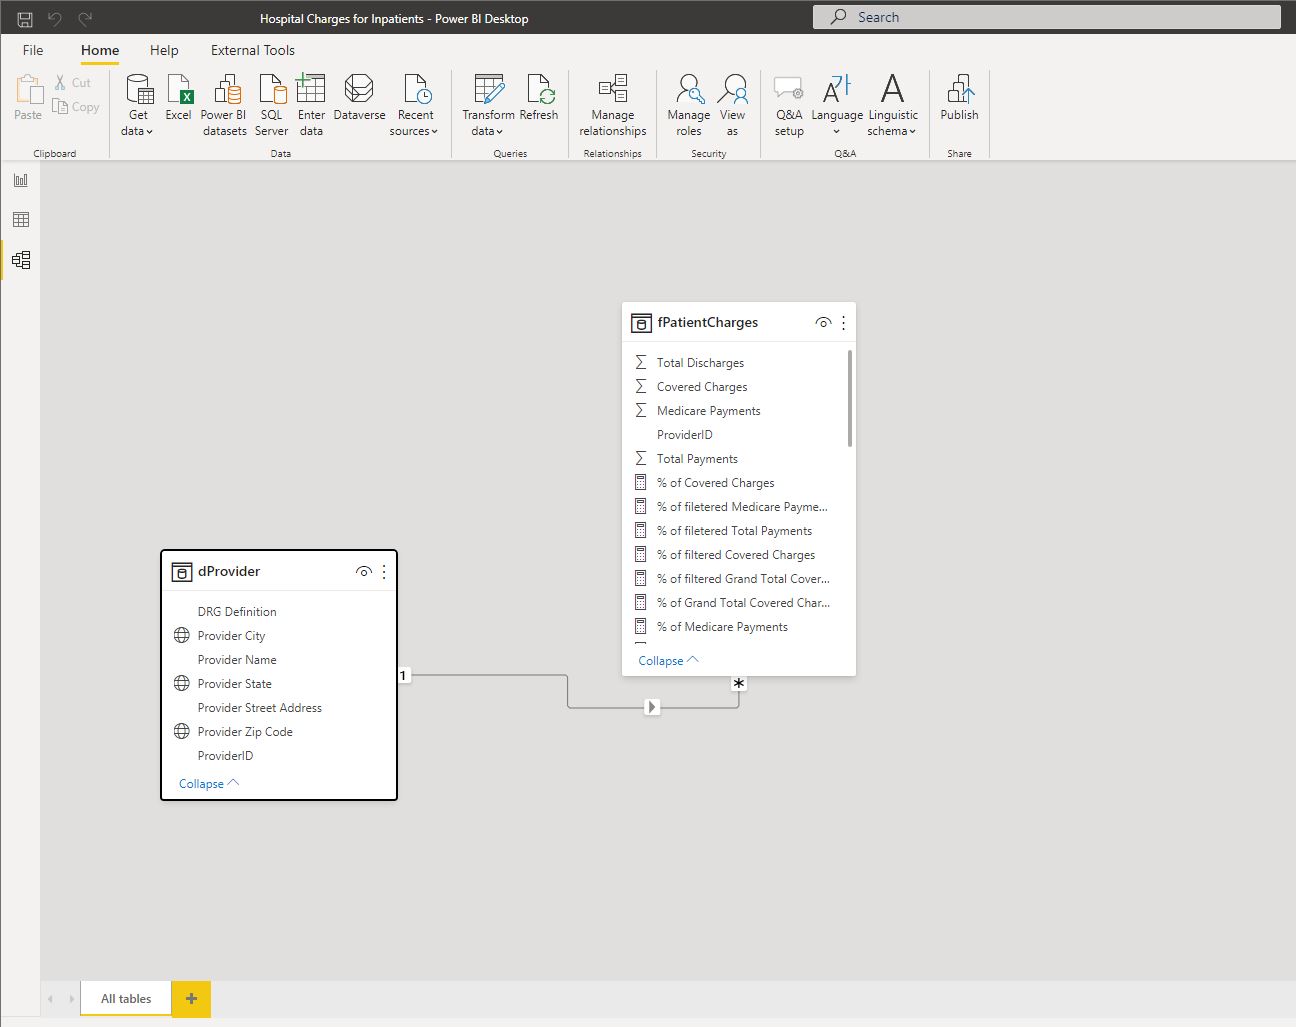 Hospital Charges for Inpatients - Power BI Desktop
Search
File Home Help External Tools
Paste
Cut
Copy
Clipboard
Get data
Excel
Power BI datasets
SQL Server
Enter data
Dataverse
Recent sources
Data
Transform data
Refresh
Queries
Manage relationships
Relationships
Manage roles
View as
Security
Q&A setup
Language
Linguistic schema
Q&A
Publish
Share
fPatientCharges
Total Discharges
Covered Charges
Medicare Payments
ProviderID
Total Payments
% of Covered Charges
% of filetered Medicare Payme...
% of filetered Total Payments
% of filtered Covered Charges
% of filtered Grand Total Cover...
% of Grand Total Covered Char...
% of Medicare Payments
Collapse
dProvider
DRG Definition
Provider City
Provider Name
Provider State
Provider Street Address
Provider Zip Code
ProviderID
Collapse
1
*
All tables
+